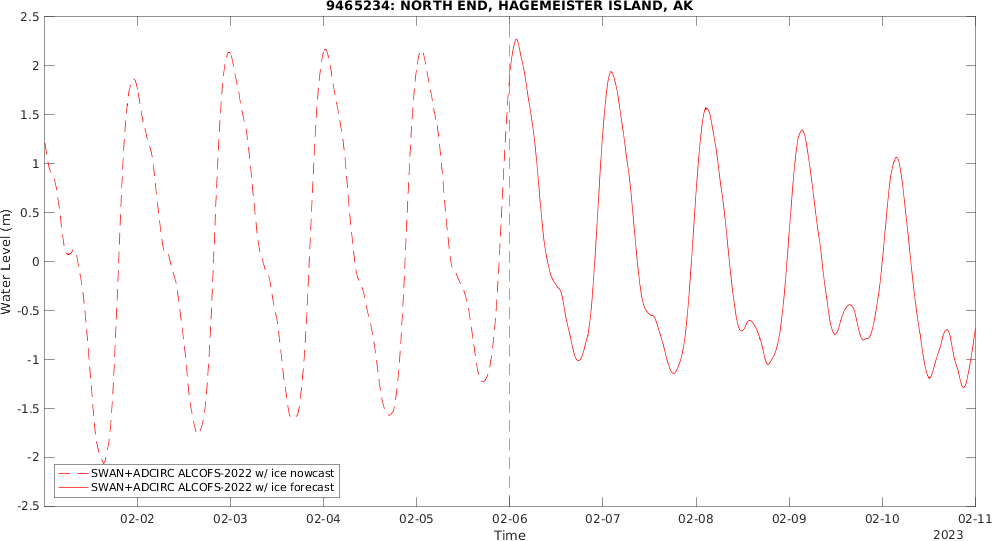 9465234: NORTH END, HAGEMEISTER ISLAND, AK
2.5
2
1.5
1
0.5
0
-0.5
-1
-1.5
-2
-2.5
Water Level (m)
SWAN+ADCIRC ALCOFS-2022 w/ ice nowcast
SWAN+ADCIRC ALCOFS-2022 w/ ice forecast
02-02 02-03 02-04 02-05 02-06 02-07 02-08 02-09 02-10 02-11
Time
2023